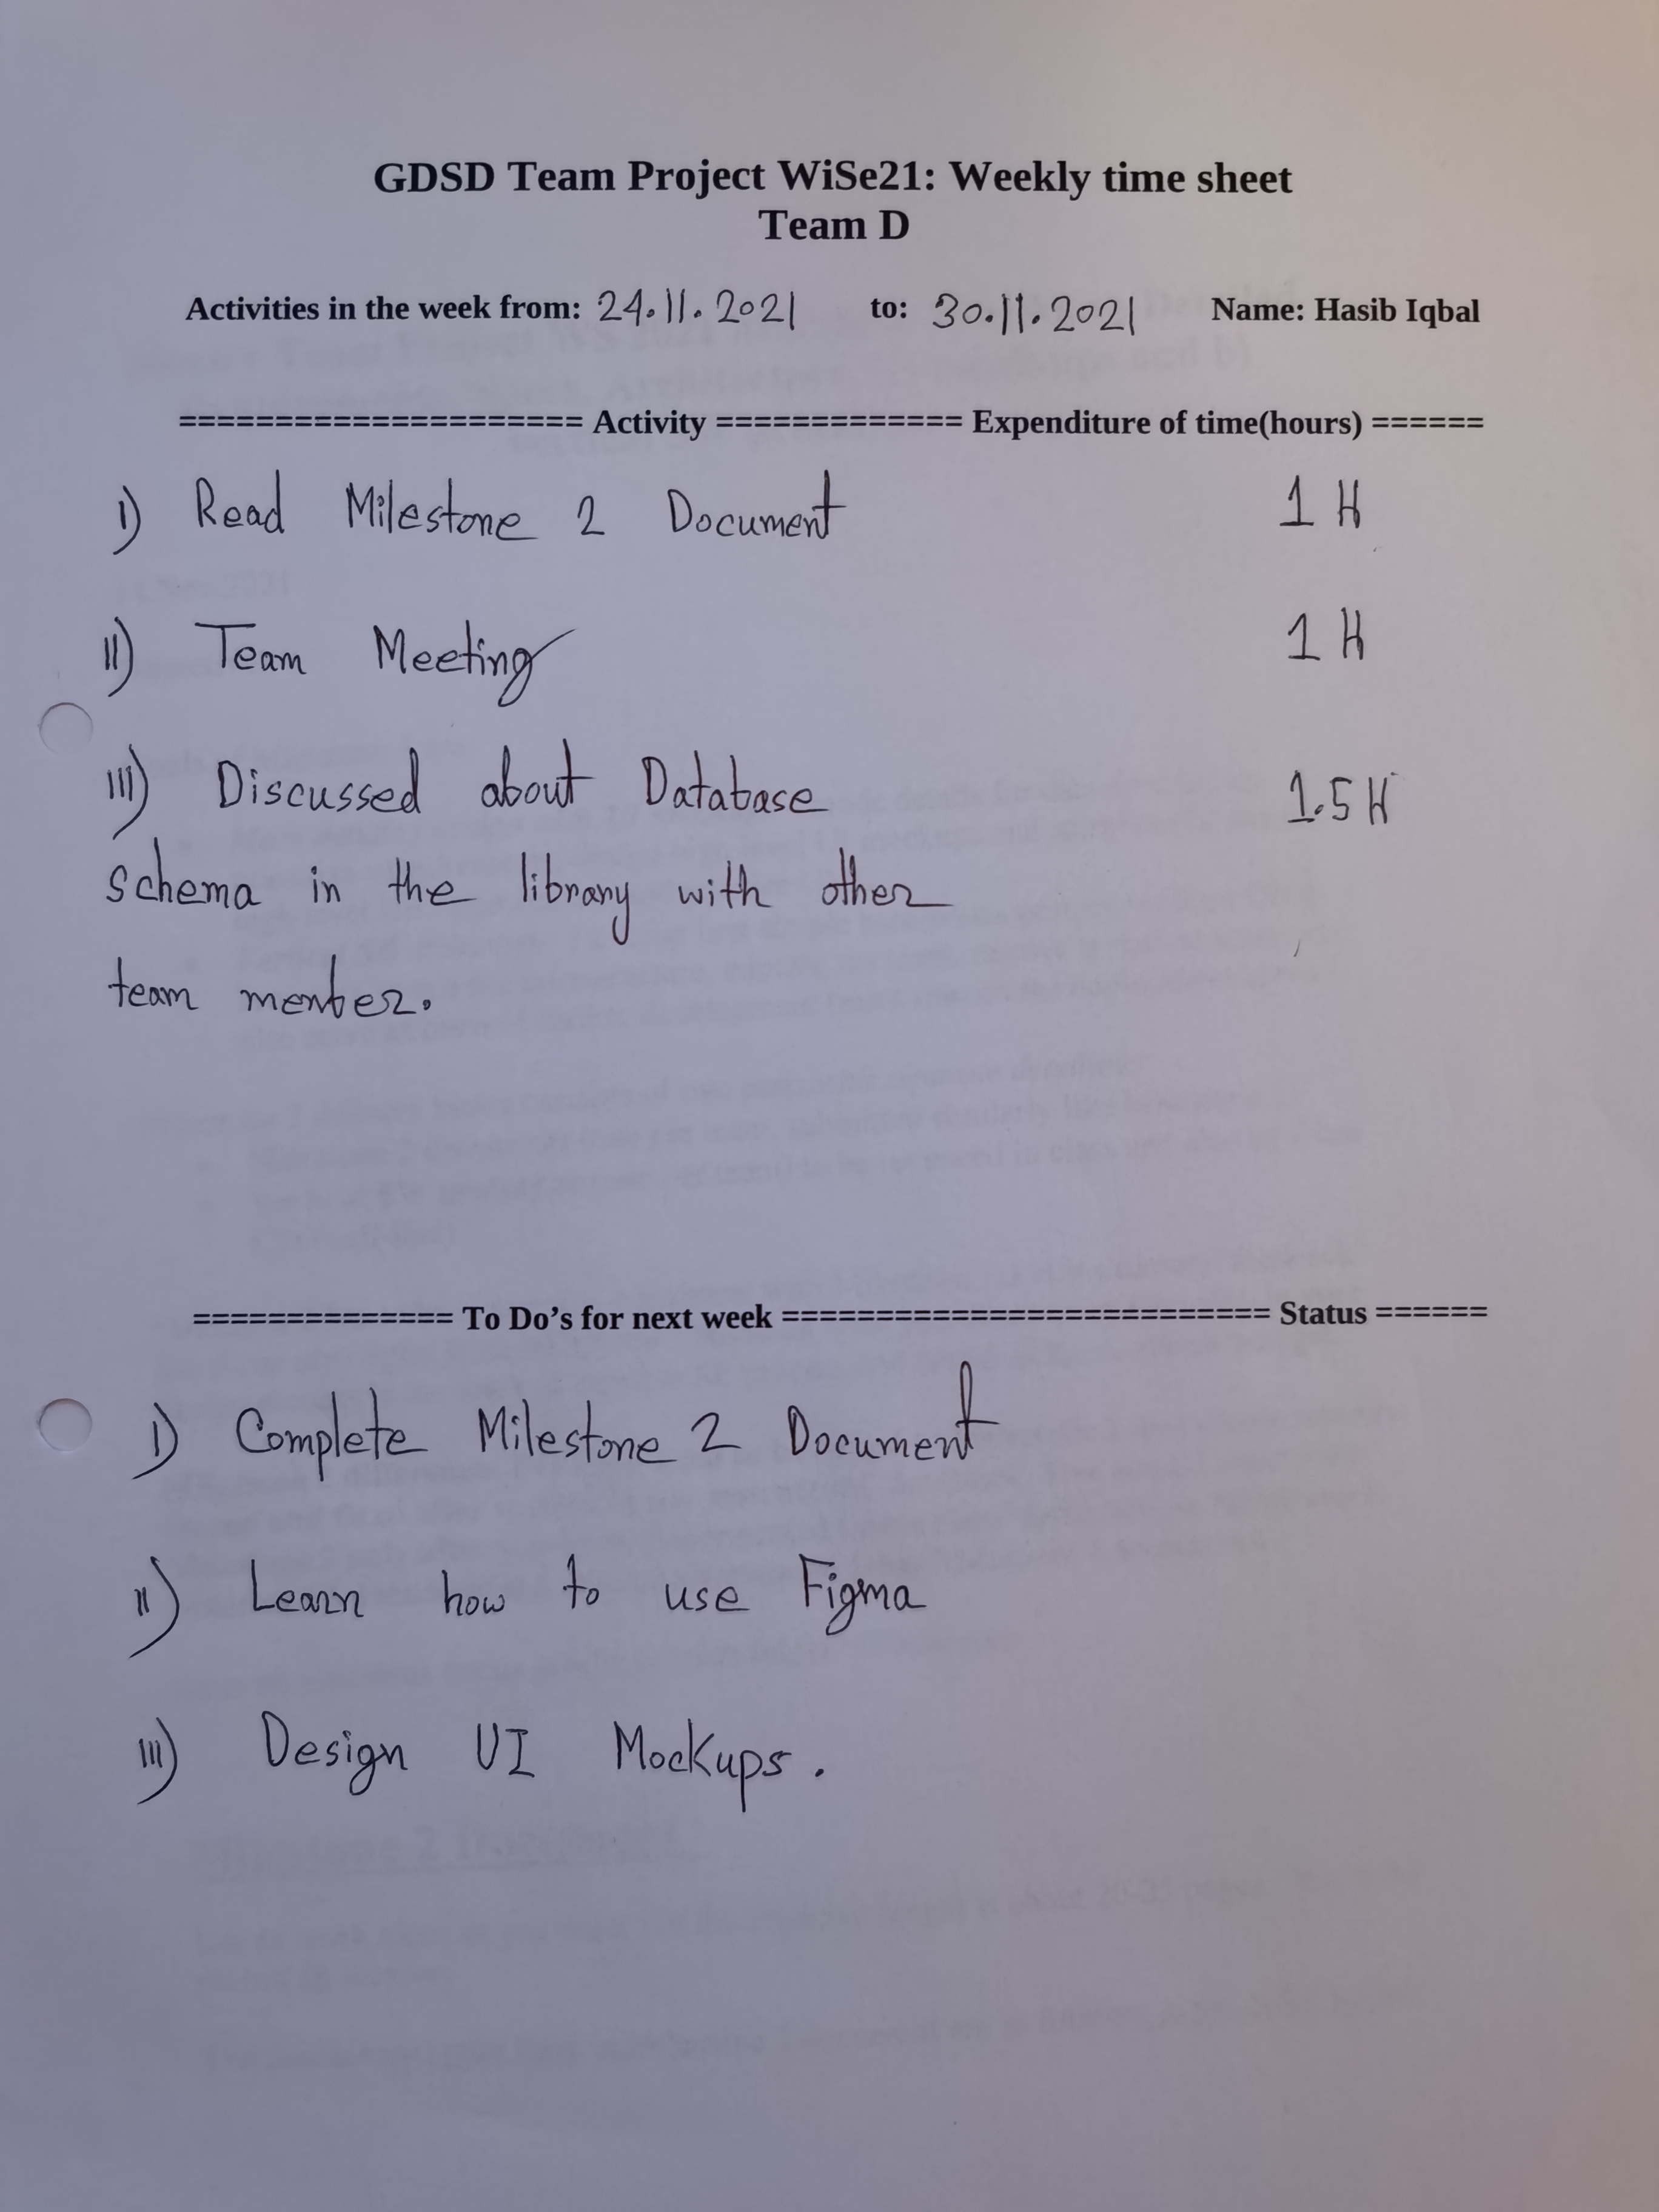 GDSD Team Project WiSe21: Weekly time sheet
Team D
Activities in the week from: 24.11.2021 to: 30.11.2021 Name: Hasib Iqbal
===================== Activity ============= Expenditure of time(hours) ======
I) Read Milestone 2 Document 1 H
II) Team Meeting 1 H
III) Discussed about Database 1.5 H
schema in the library with other
team member.
============== To Do's for next week ========================== Status ======
I) Complete Milestone 2 Document
II) Learn how to use Figma
III) Design UI Mockups.